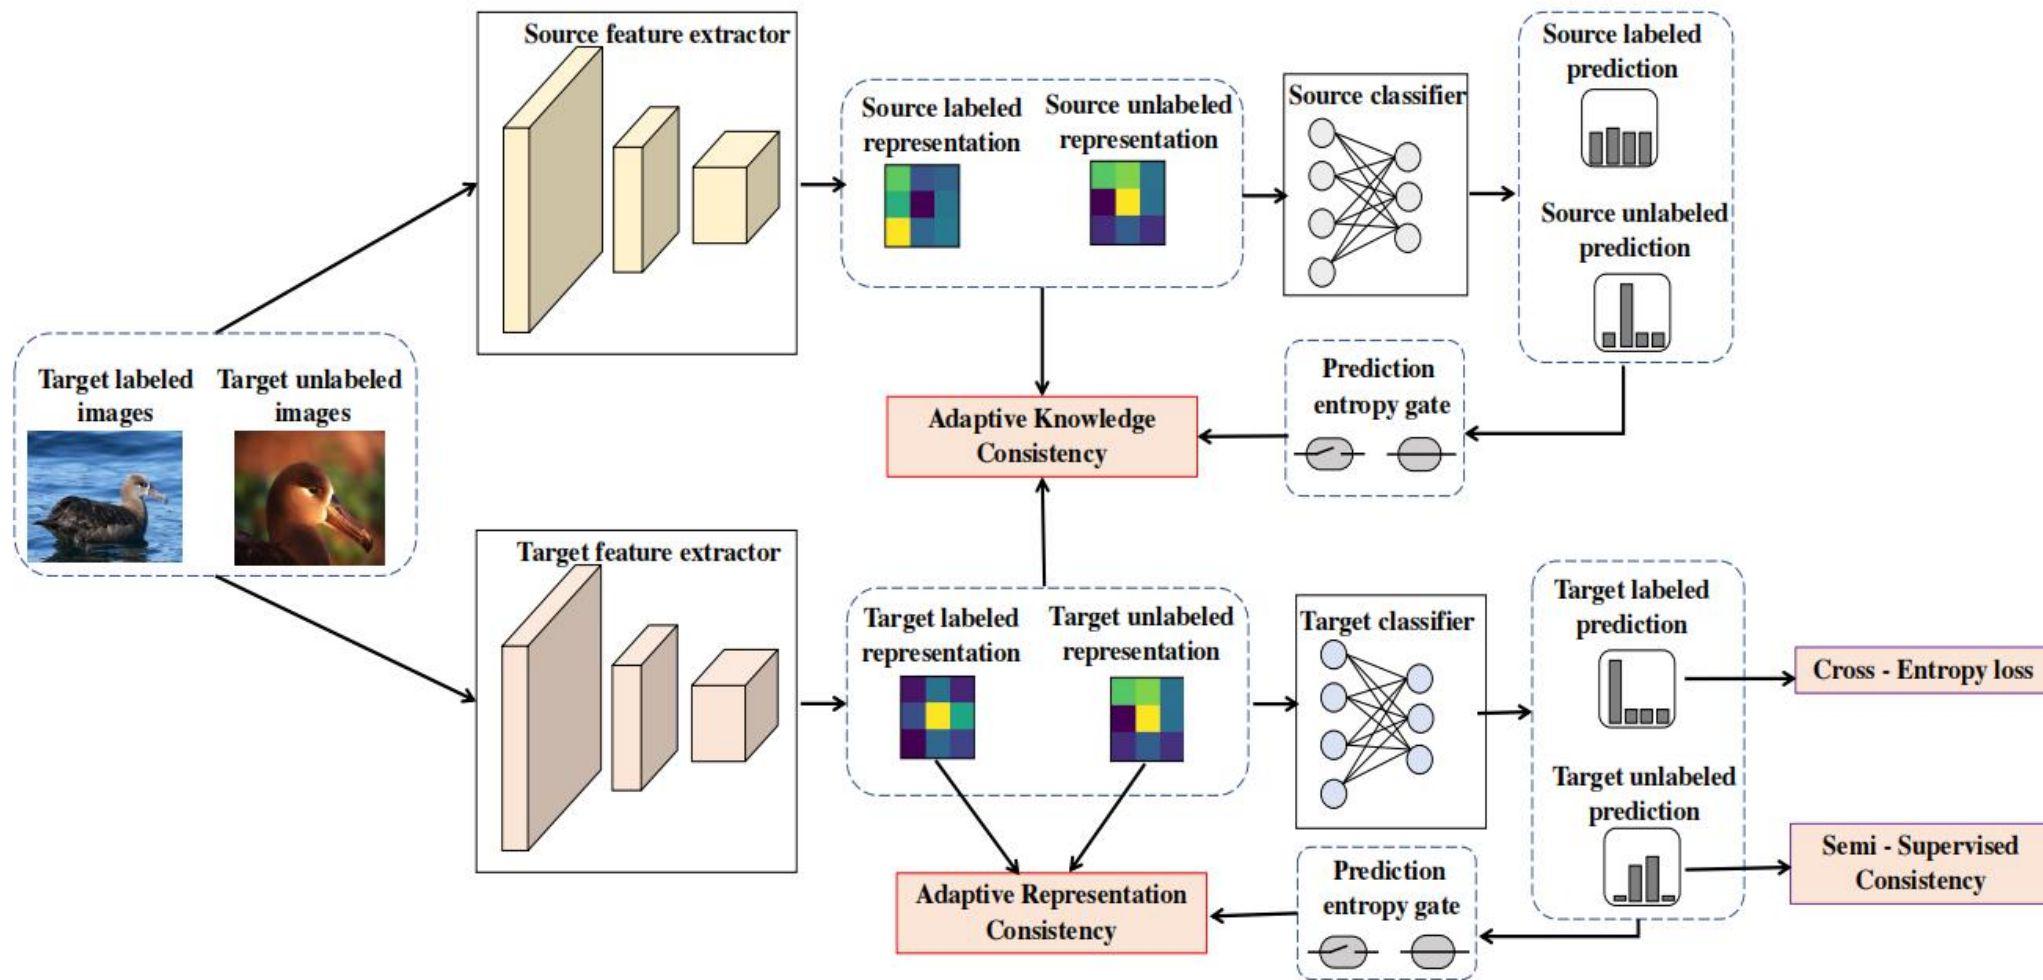 Source feature extractor
Source labeled
representation
Source unlabeled
representation
Source classifier
Source labeled
prediction
Source unlabeled
prediction
Target labeled
images
Target unlabeled
images
Prediction
entropy gate
Adaptive Knowledge
Consistency
Target feature extractor
Target labeled
representation
Target unlabeled
representation
Target classifier
Target labeled
prediction
Target unlabeled
prediction
Cross - Entropy loss
Semi - Supervised
Consistency
Prediction
entropy gate
Adaptive Representation
Consistency